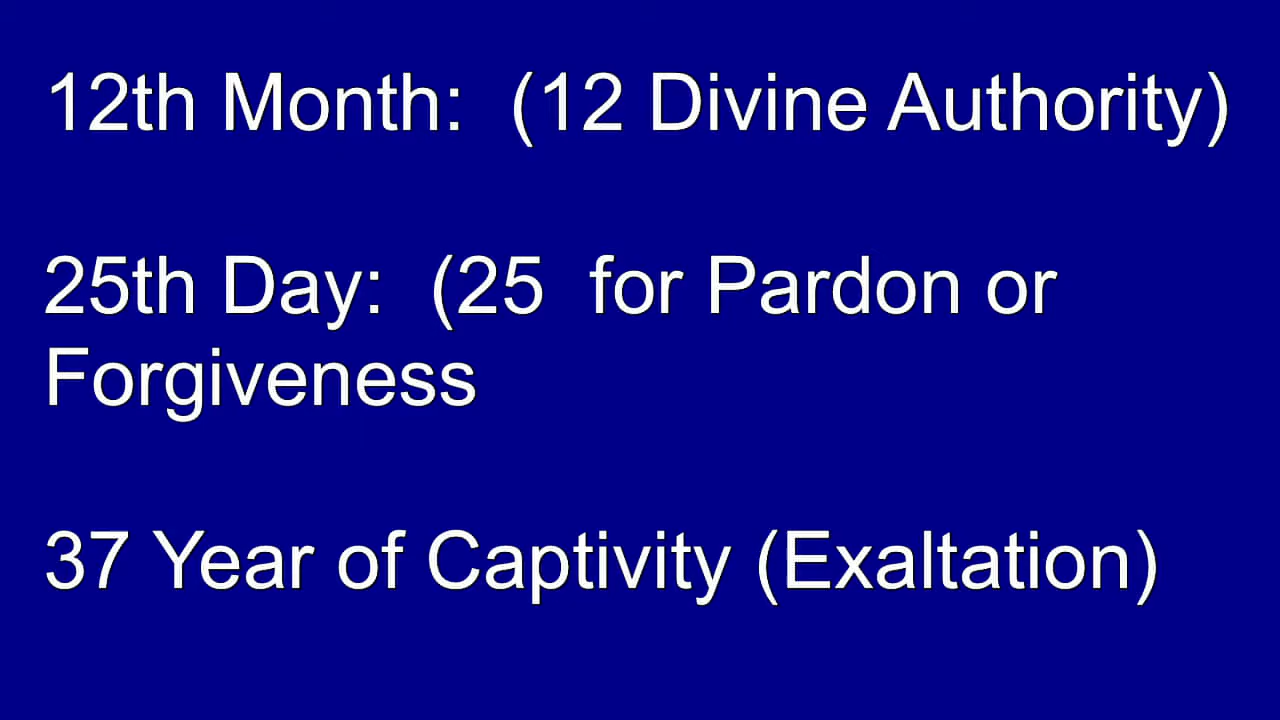 12th Month:  (12 Divine Authority)
25th Day:  (25  for Pardon or
Forgiveness
37 Year of Captivity (Exaltation)